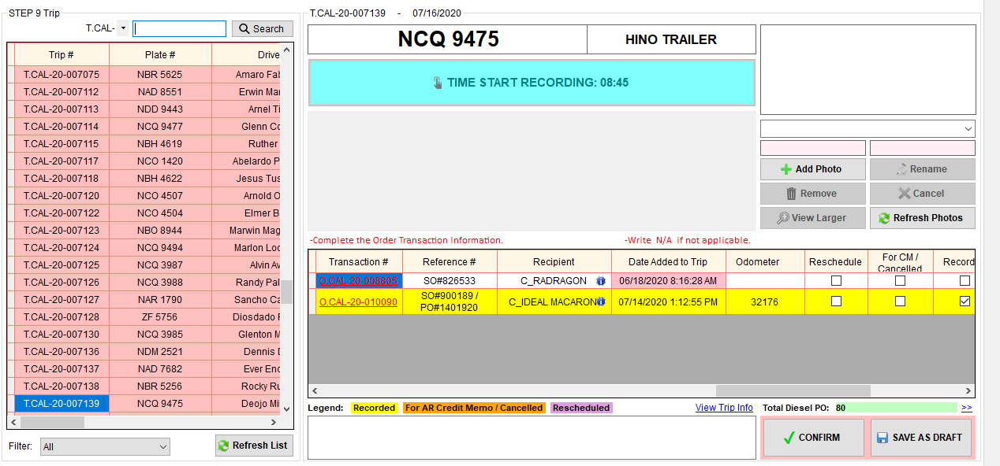 STEP 9 Trip
T.CAL-
Search
Trip # Plate # Drive
T.CAL-20-007075 NBR 5625 Amaro Fal
T.CAL-20-007112 NAD 8551 Erwin Mar
T.CAL-20-007113 NDD 9443 Arnel Ti
T.CAL-20-007114 NCQ 9477 Glenn Co
T.CAL-20-007115 NBH 4619 Ruther
T.CAL-20-007117 NCO 1420 Abelardo P
T.CAL-20-007118 NBH 4622 Jesus Tus
T.CAL-20-007120 NCO 4507 Arnold O
T.CAL-20-007122 NCO 4504 Elmer B
T.CAL-20-007123 NBO 8944 Marwin Mag
T.CAL-20-007124 NCQ 9494 Marlon Loc
T.CAL-20-007125 NCQ 3987 Alvin Av
T.CAL-20-007126 NCQ 3988 Randy Pal
T.CAL-20-007127 NAR 1790 Sancho Ca
T.CAL-20-007128 ZF 5756 Diosdado
T.CAL-20-007130 NCQ 3985 Glenton M
T.CAL-20-007136 NDM 2521 Dennis
T.CAL-20-007137 NAD 7682 Ever Enc
T.CAL-20-007138 NBR 5256 Rocky Ru
T.CAL-20-007139 NCQ 9475 Deojo Mi
Filter: All
Refresh List
T.CAL-20-007139 - 07/16/2020
NCQ 9475 HINO TRAILER
TIME START RECORDING: 08:45
Add Photo Rename
Remove Cancel
View Larger Refresh Photos
-Complete the Order Transaction Information. -Write N/A if not applicable.
Transaction # Reference # Recipient Date Added to Trip Odometer Reschedule For CM / Cancelled Record
O.CAL-20-008805 SO#826533 C_RADRAGON 06/18/2020 8:16:28 AM
O.CAL-20-010090 SO#900189 / PO#1401920 C_IDEAL MACARON 07/14/2020 1:12:55 PM 32176
Legend: Recorded For AR Credit Memo / Cancelled Rescheduled View Trip Info Total Diesel PO: 80 >>
CONFIRM SAVE AS DRAFT